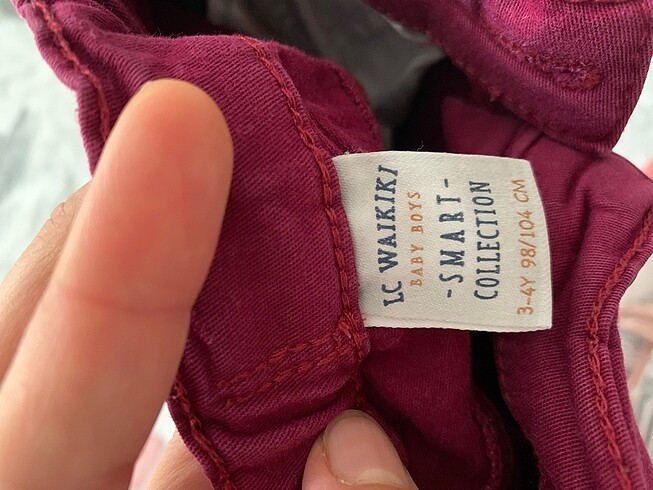 LC WAIKIKI
BABY BOYS
-SMART-
COLLECTION
3-4Y 98/104 CM